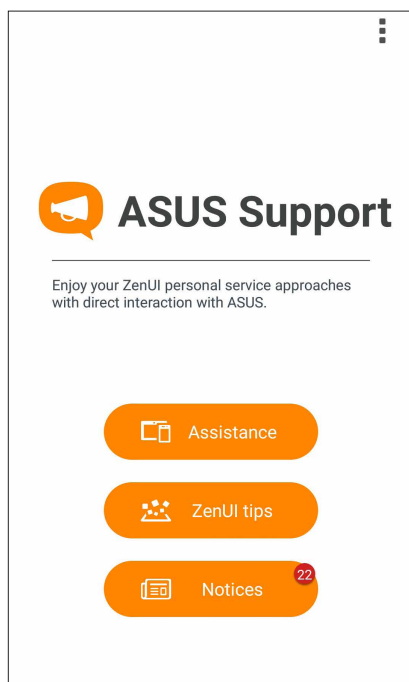 ASUS Support
Enjoy your ZenUI personal service approaches
with direct interaction with ASUS.
Assistance
ZenUI tips
22
Notices